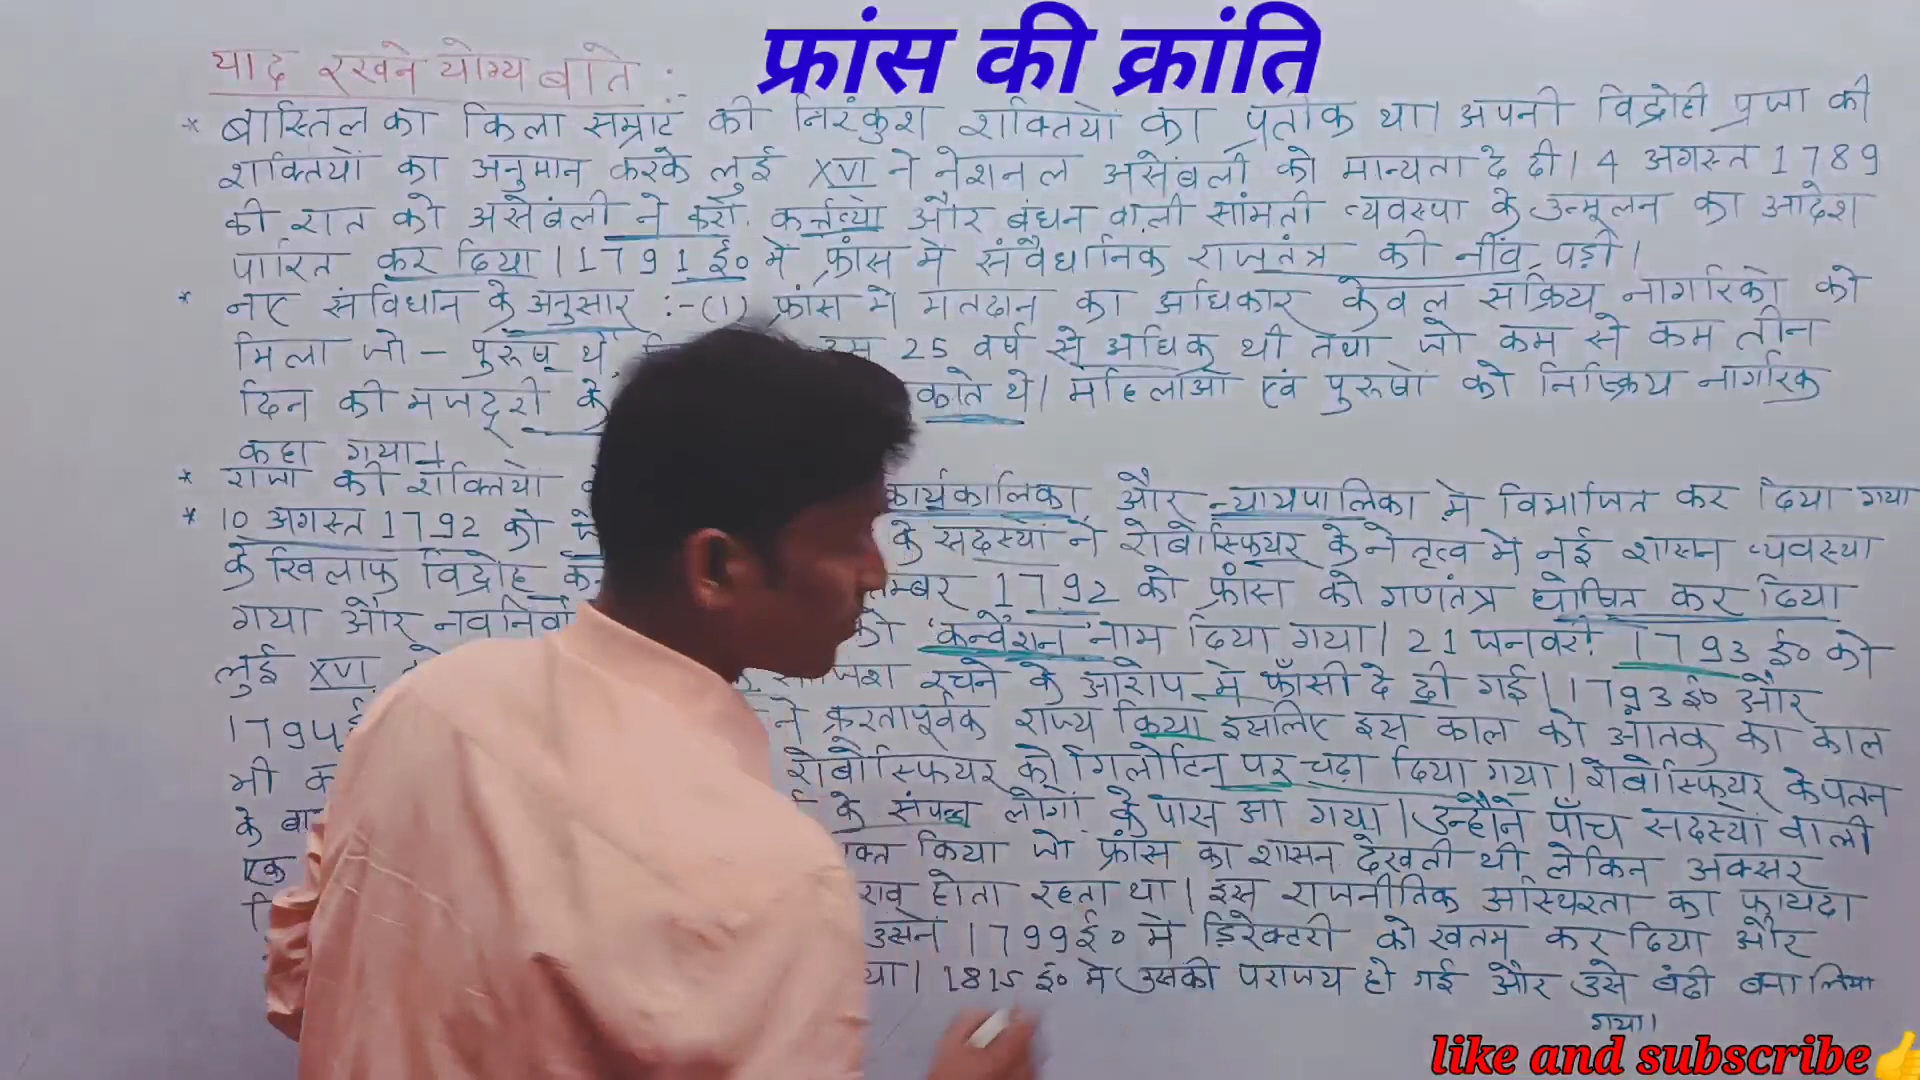 फ्रांस की क्रांति
याद रखने योग्य बाते :-
* बास्तिल का किला सम्राट की निरंकुश शक्तियों का प्रतीक था। अपनी विद्रोही प्रजा की
शक्तियों का अनुमान करके लुई XVI ने नेशनल असेंबली को मान्यता दे दी। 4 अगस्त 1789
की रात को असेंबली ने करों कर्त्तव्यो और बंधन वाली सांमती व्यवस्था के उन्मूलन का आदेश
पारित कर दिया। 1791 ई० में फ्रांस में संवैधानिक राजतंत्र की नींव पड़ी।
* नए संविधान के अनुसार :- (1) फ्रांस मे मतदान का अधिकार केवल सक्रिय नागरिको को
मिला जो – पुरूष थे, 25 वर्ष से अधिक थी तथा जो कम से कम तीन
दिन की मजदूरी के काते थे। महिलाओं एवं पुरूषों को निष्क्रिय नागरिक
कहा गया।
* राजा की शक्तियो कार्यकालिका और न्यायपालिका मे विभाजित कर दिया गया
* 10 अगस्त 1792 को के सदस्यों ने रोबोस्फियर के नेतृत्व मे नई शासन व्यवस्था
के खिलाफ विद्रोह म्बर 1792 को फ्रांस को गणतंत्र घोषित कर दिया
गया और को 'कन्वेंशन' नाम दिया गया। 21 जनवरी 1793 ई० को
लुई XVI रचने के आरोप मे फाँसी दे दी गई। 1793 ई० और
1794 ने क्रूरतापूर्वक राज्य किया इसलिए इस काल को आंतक का काल
भी रोबोस्फियर को गिलोटिन पर चढ़ा दिया गया। रोबोस्फियर के पतन
के के संपन्न लोगों के पास आ गया। उन्होंने पाँच सदस्यों वाली
एक क्त किया जो फ्रांस का शासन देखती थी लेकिन अक्सर
राव होता रहता था। इस राजनीतिक अस्थिरता का फायदा
उसने 1799 ई० मे डिरेक्टरी को खतम कर दिया और
या। 1815 ई० मे उसकी पराजय हो गई और उसे बंदी बना लिया
गया।
like and subscribe